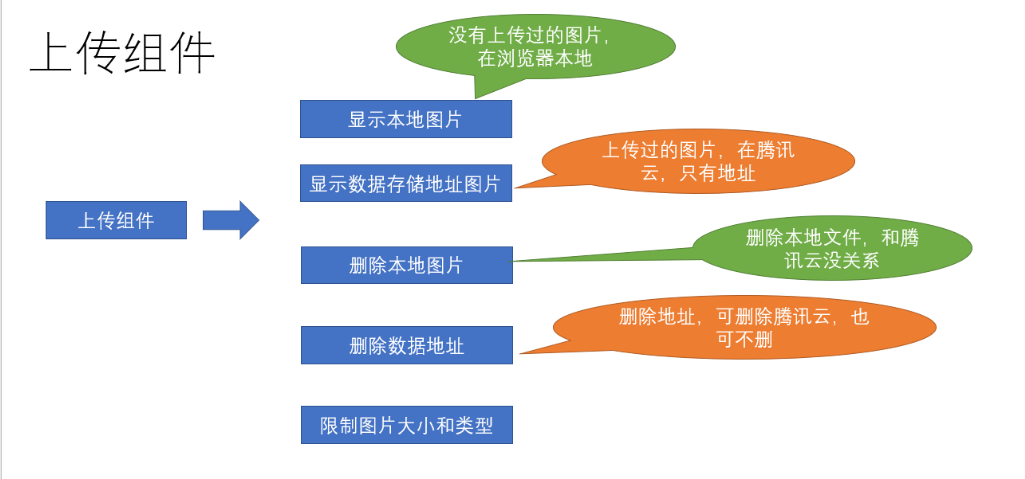 上传组件
没有上传过的图片，
在浏览器本地
显示本地图片
上传过的图片，在腾讯
云，只有地址
显示数据存储地址图片
上传组件
删除本地文件，和腾
讯云没关系
删除本地图片
删除地址，可删除腾讯云，也
可不删
删除数据地址
限制图片大小和类型